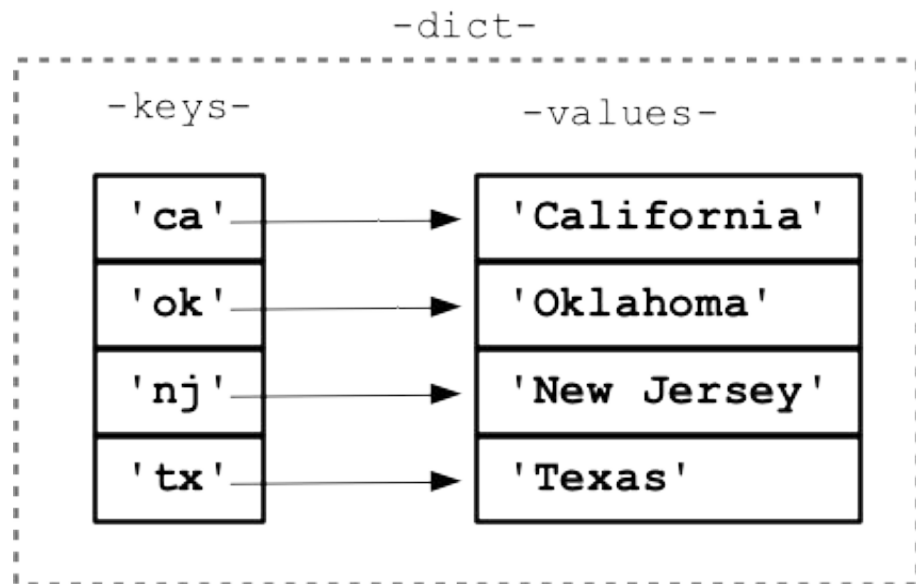 -dict-
-keys- -values-
'ca' 'California'
'ok' 'Oklahoma'
'nj' 'New Jersey'
'tx' 'Texas'